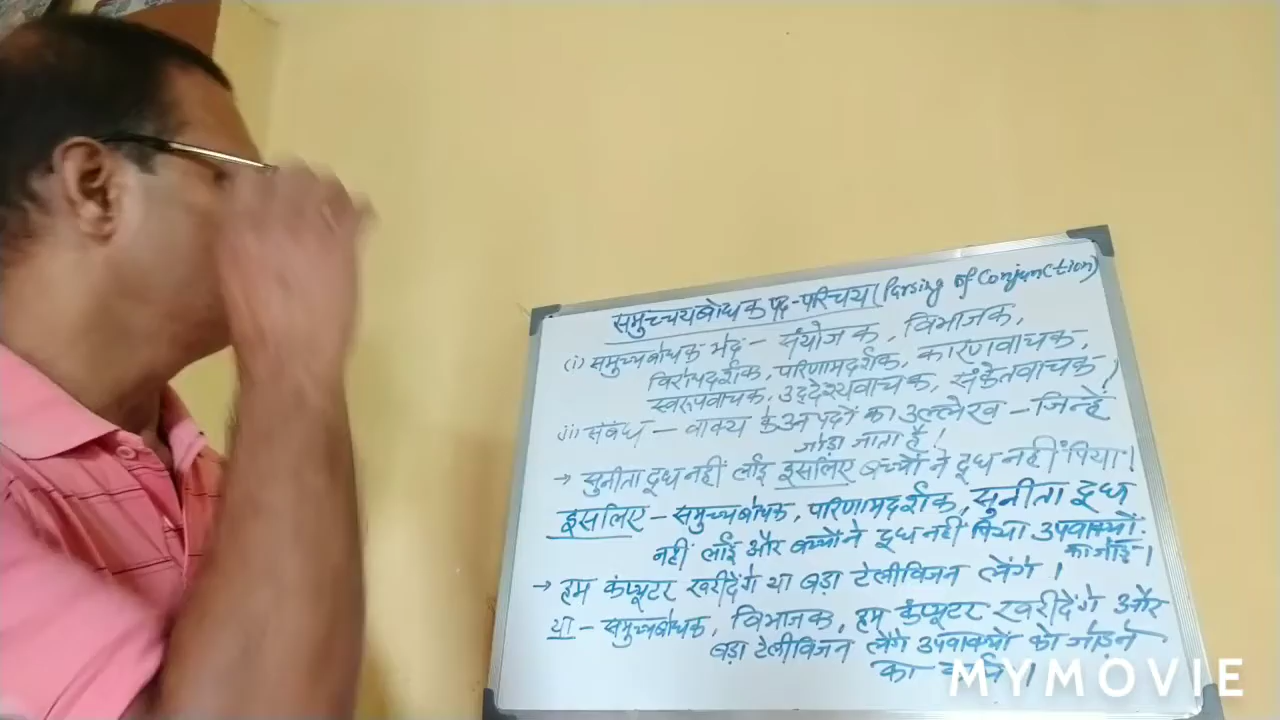 समुच्चयबोधक पद-परिचय (Parsing of Conjunction)
(i) समुच्यबोधक भेद - संयोजक, विभाजक,
विरोधदर्शक, परिणामदर्शक, कारणवाचक,
स्वरूपवाचक, उद्देश्यवाचक, संकेतवाचक)
(ii) संबंध - वाक्य के उन पदों का उल्लेख - जिन्हें
जोड़ा जाता है!
→ सुनीता दूध नहीं लाई इसलिए बच्चों ने दूध नहीं पिया।
इसलिए - समुच्यबोधक, परिणामदर्शक, सुनीता दूध
नहीं लाई और बच्चों ने दूध नहीं पिया उपवाक्यों
का जोड़-।
→ हम कंप्यूटर खरीदेंगे या बड़ा टेलीविजन लेंगे।
या - समुच्यबोधक, विभाजक, हम कंप्यूटर खरीदेंगे और
बड़ा टेलीविजन लेंगे उपवाक्यों को जोड़ने
का
MYMOVIE